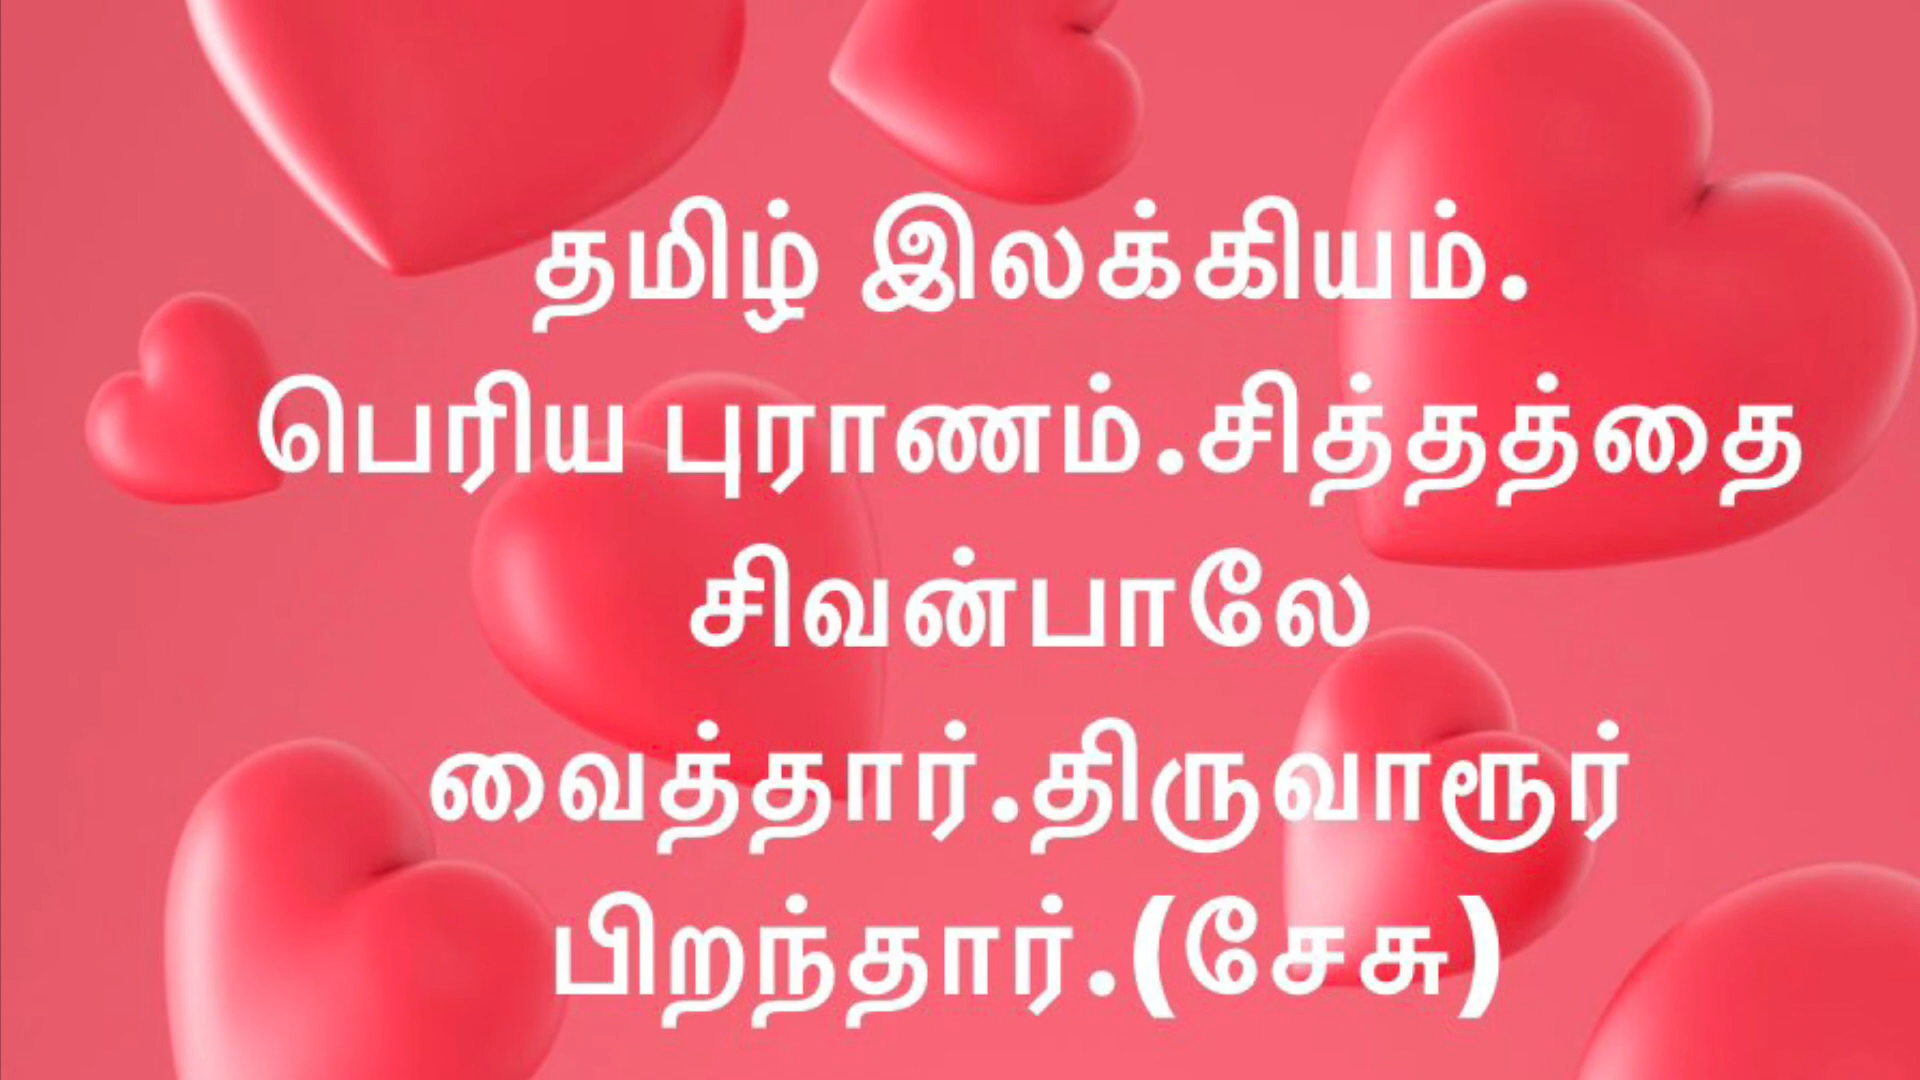 தமிழ் இலக்கியம்.
பெரிய புராணம்.சித்தத்தை
சிவன்பாலே
வைத்தார்.திருவாரூர்
பிறந்தார்.(சேசு)